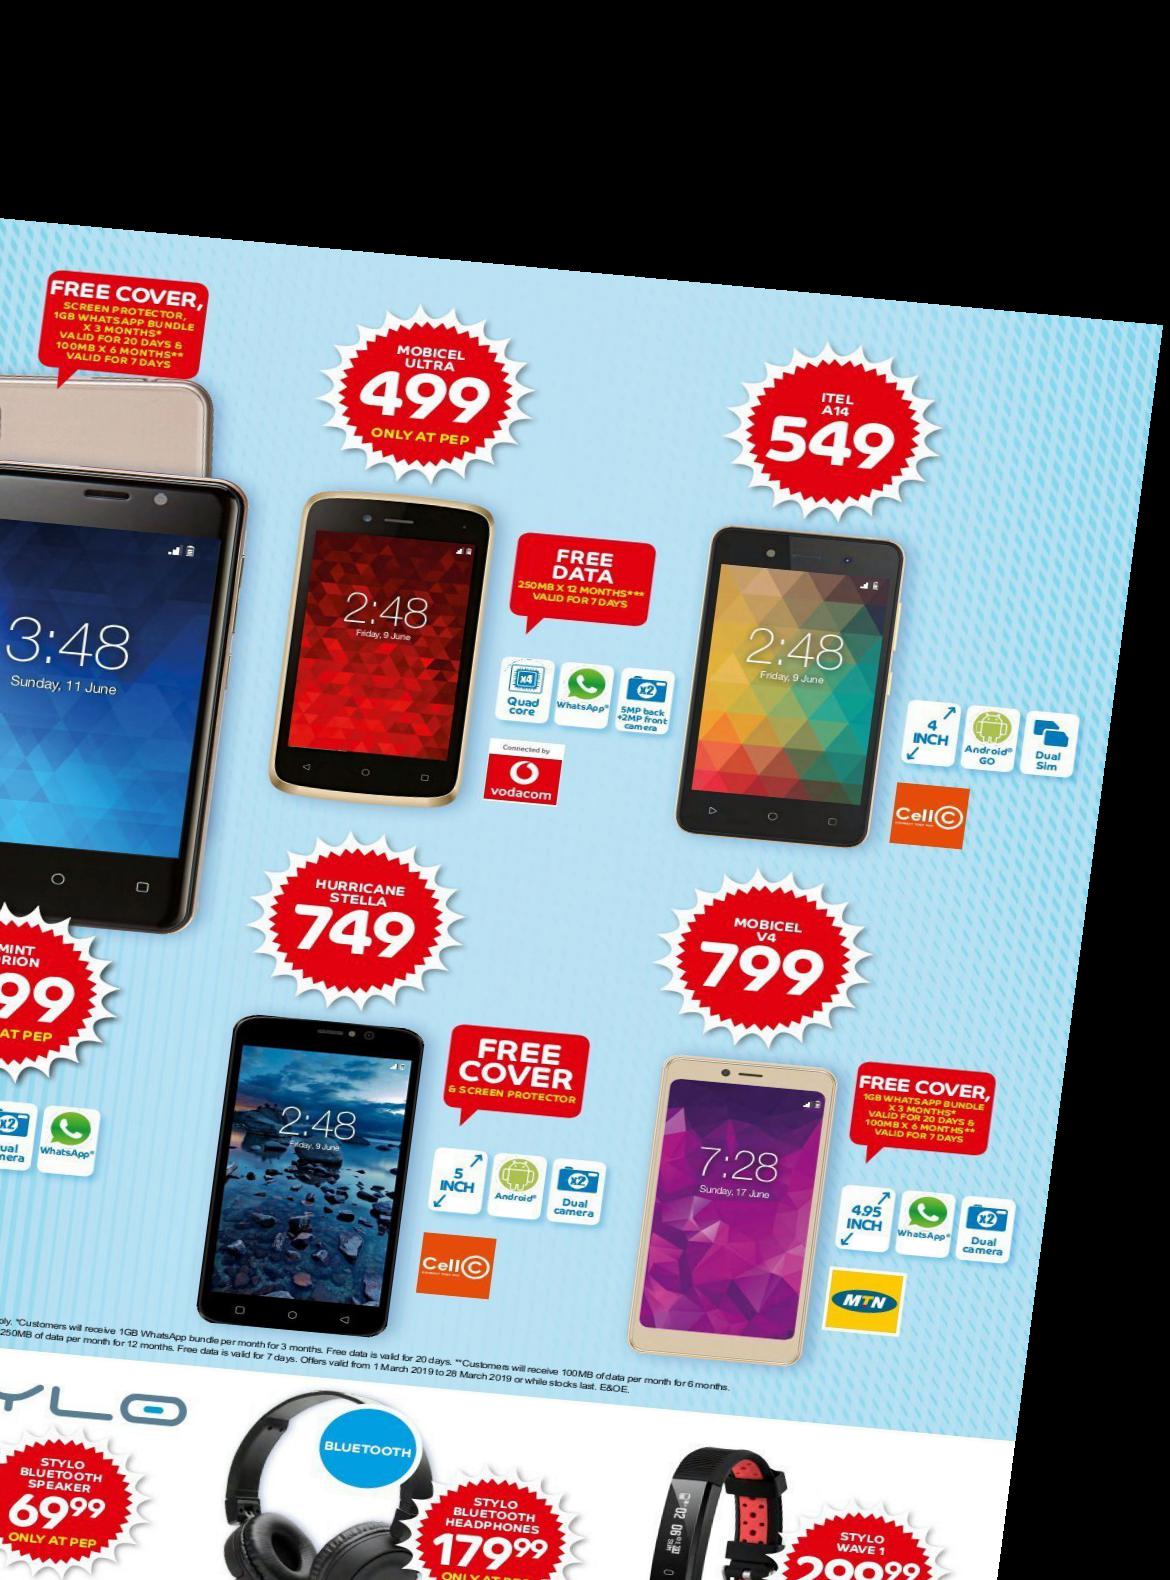 FREE COVER,
SCREEN PROTECTOR,
1GB WHATSAPP BUNDLE
X 3 MONTHS*
VALID FOR 20 DAYS &
100MB X 6 MONTHS**
VALID FOR 7 DAYS
3:48
Sunday, 11 June
MINT
99
AT PEP
WhatsApp®
MOBICEL
ULTRA
499
ONLY AT PEP
2:48
Friday, 9 June
FREE
DATA
250MB X 12 MONTHS***
VALID FOR 7 DAYS
x4
Quad
core
WhatsApp®
x2
5MP back
+2MP front
camera
Connected by
vodacom
ITEL
A14
549
2:48
Friday, 9 June
4
INCH
Android®
GO
Dual
Sim
CellC
HURRICANE
STELLA
749
2:48
Friday, 9 June
FREE
COVER
& SCREEN PROTECTOR
5
INCH
Android®
x2
Dual
camera
CellC
MOBICEL
V4
799
7:28
Sunday, 17 June
FREE COVER,
1GB WHATSAPP BUNDLE
X 3 MONTHS*
VALID FOR 20 DAYS &
100MB X 6 MONTHS**
VALID FOR 7 DAYS
4.95
INCH
WhatsApp®
x2
Dual
camera
MTN
ply. *Customers will receive 1GB WhatsApp bundle per month for 3 months. Free data is valid for 20 days. **Customers will receive 100MB of data per month for 6 months.
250MB of data per month for 12 months. Free data is valid for 7 days. Offers valid from 1 March 2019 to 28 March 2019 or while stocks last. E&OE.
YLO
STYLO
BLUETOOTH
SPEAKER
6999
ONLY AT PEP
BLUETOOTH
STYLO
BLUETOOTH
HEADPHONES
17999
STYLO
WAVE 1
29999